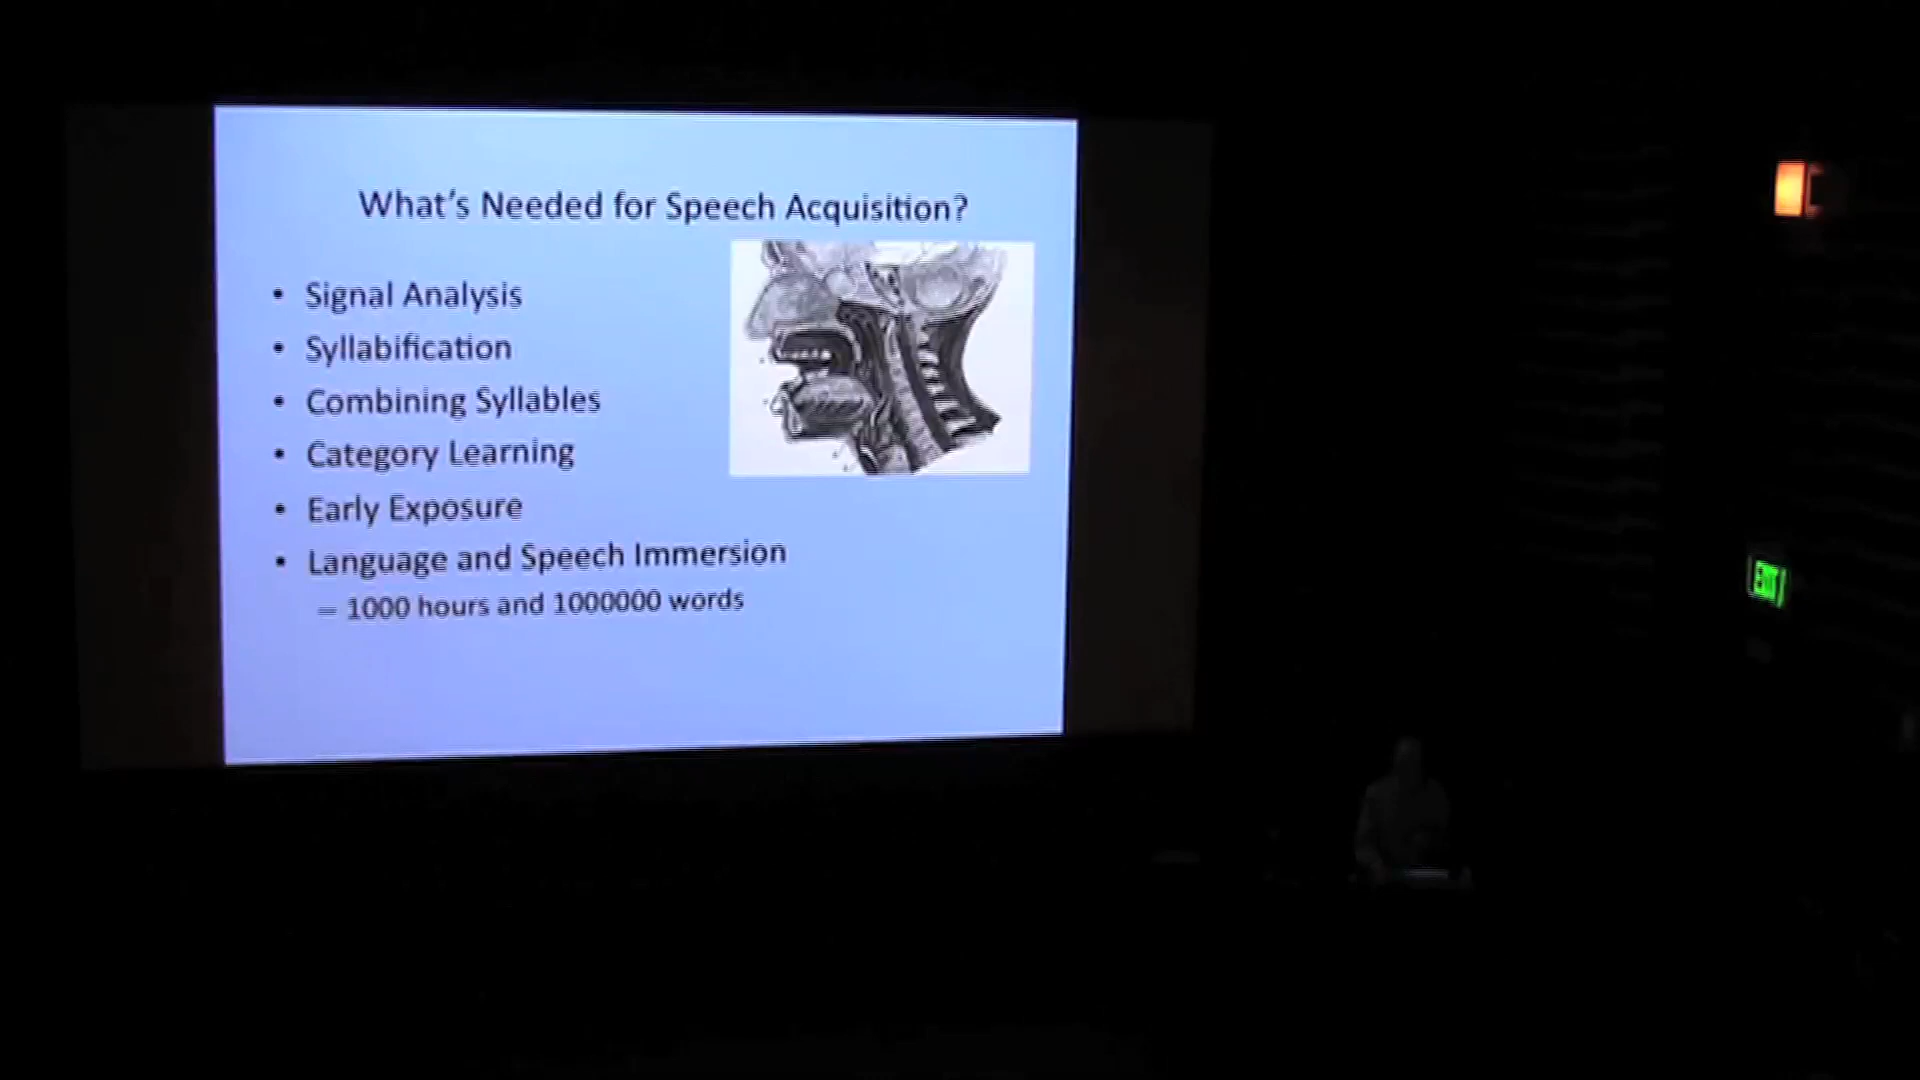 What's Needed for Speech Acquisition?
• Signal Analysis
• Syllabification
• Combining Syllables
• Category Learning
• Early Exposure
• Language and Speech Immersion
– 1000 hours and 1000000 words
EXIT